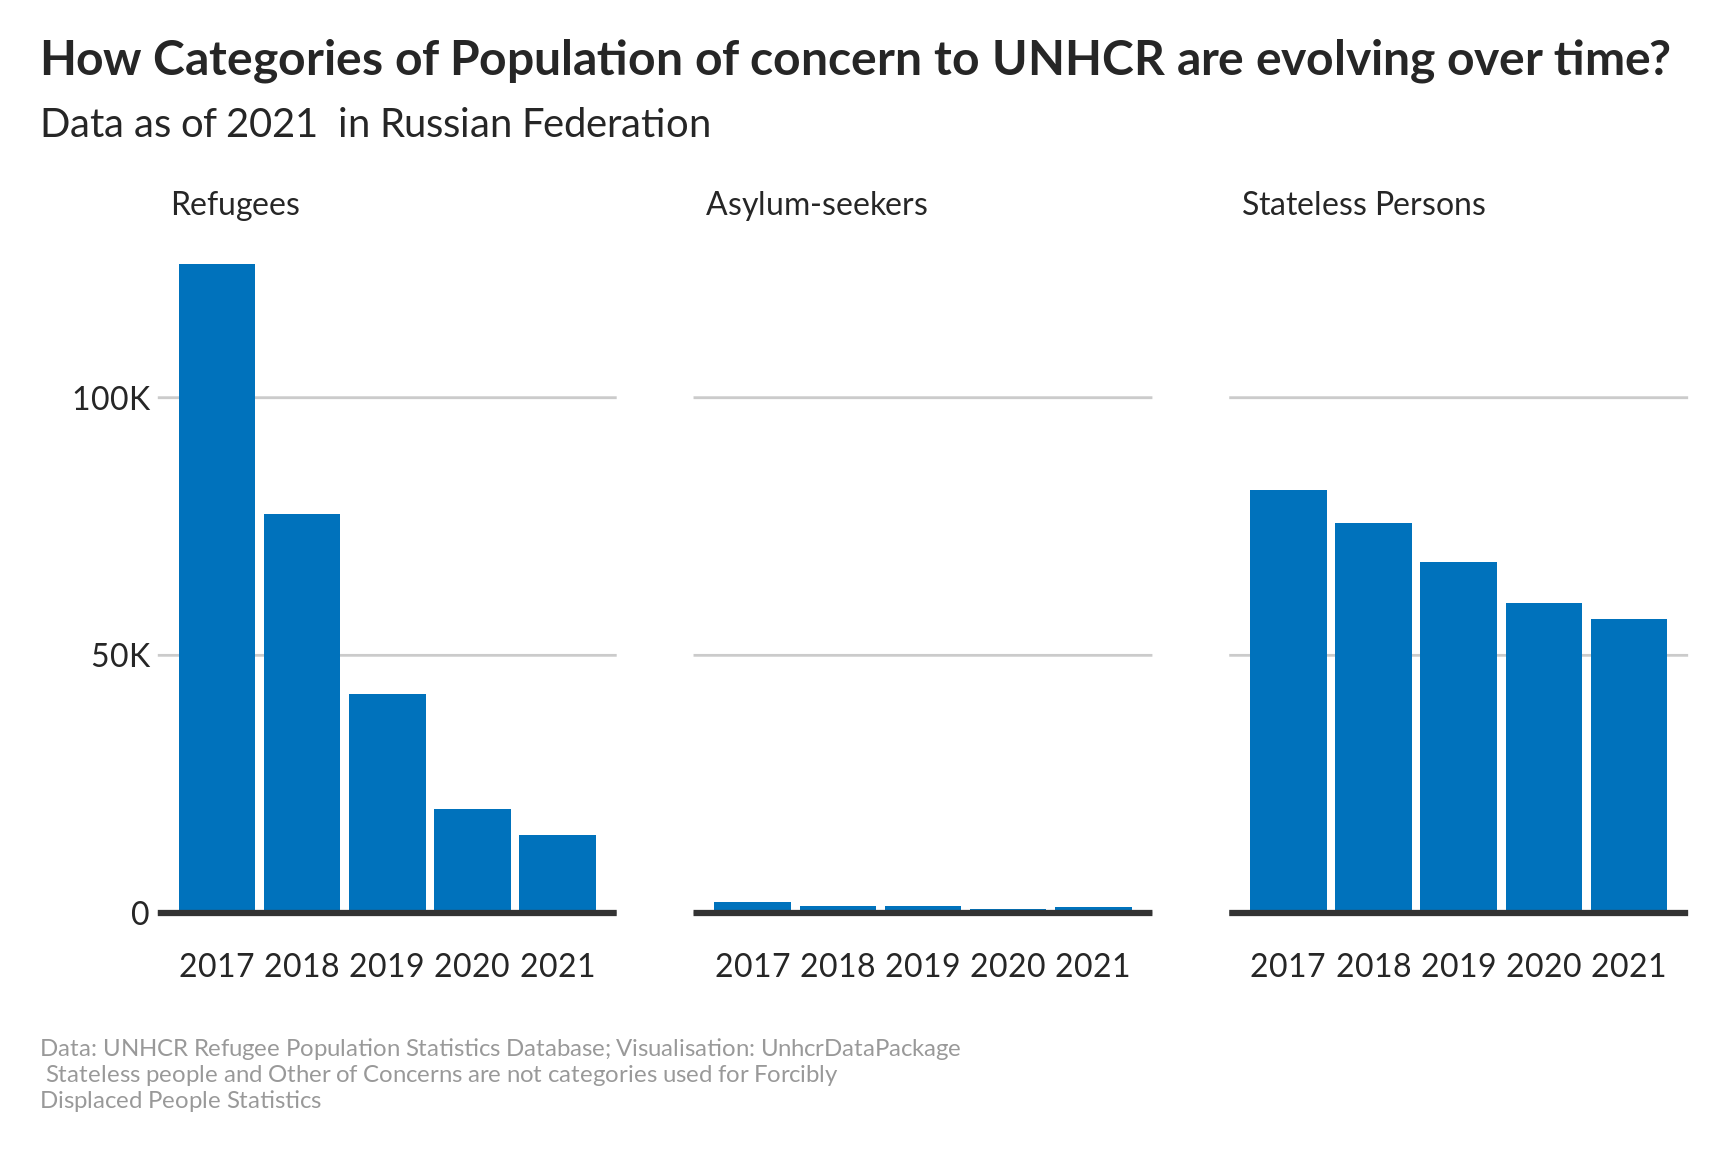 How Categories of Population of concern to UNHCR are evolving over time?
Data as of 2021  in Russian Federation
Refugees
Asylum-seekers
Stateless Persons
100K
50K
0
2017 2018 2019 2020 2021
2017 2018 2019 2020 2021
2017 2018 2019 2020 2021
Data: UNHCR Refugee Population Statistics Database; Visualisation: UnhcrDataPackage
Stateless people and Other of Concerns are not categories used for Forcibly
Displaced People Statistics